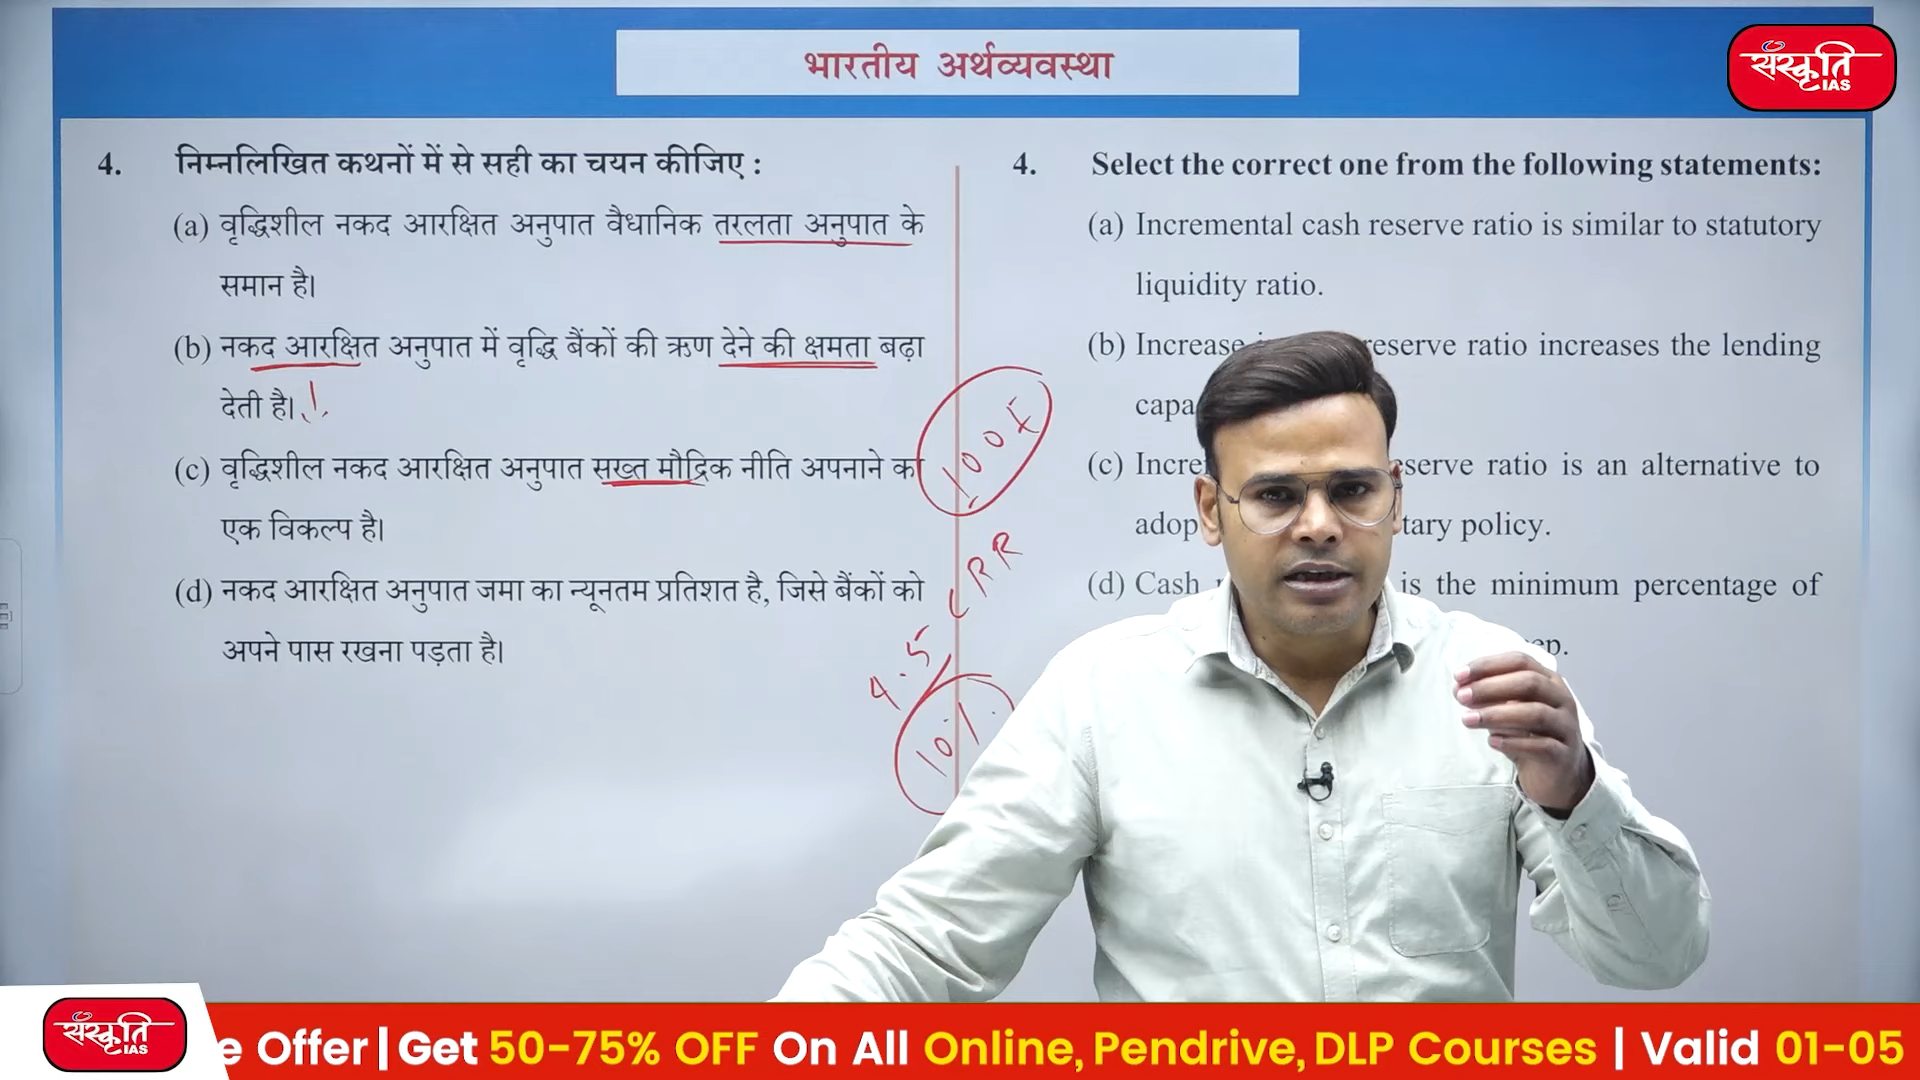 भारतीय अर्थव्यवस्था
संस्कृति
IAS
4. निम्नलिखित कथनों में से सही का चयन कीजिए :
(a) वृद्धिशील नकद आरक्षित अनुपात वैधानिक तरलता अनुपात के
समान है।
(b) नकद आरक्षित अनुपात में वृद्धि बैंकों की ऋण देने की क्षमता बढ़ा
देती है।
(c) वृद्धिशील नकद आरक्षित अनुपात सख्त मौद्रिक नीति अपनाने का
एक विकल्प है।
(d) नकद आरक्षित अनुपात जमा का न्यूनतम प्रतिशत है, जिसे बैंकों को
अपने पास रखना पड़ता है।
100₹
CRR
4.5
10%
4. Select the correct one from the following statements:
(a) Incremental cash reserve ratio is similar to statutory
liquidity ratio.
(b) Increase reserve ratio increases the lending
(c) ratio is an alternative to
policy.
(d) Cash is the minimum percentage of
संस्कृति
IAS
Offer | Get 50-75% OFF On All Online, Pendrive, DLP Courses | Valid 01-05